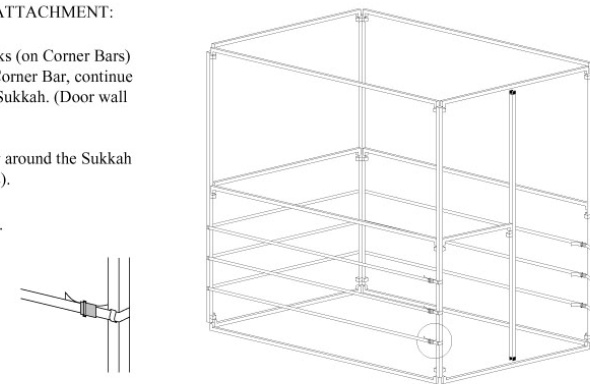 ATTACHMENT:
ks (on Corner Bars)
Corner Bar, continue
Sukkah. (Door wall
around the Sukkah
).
.